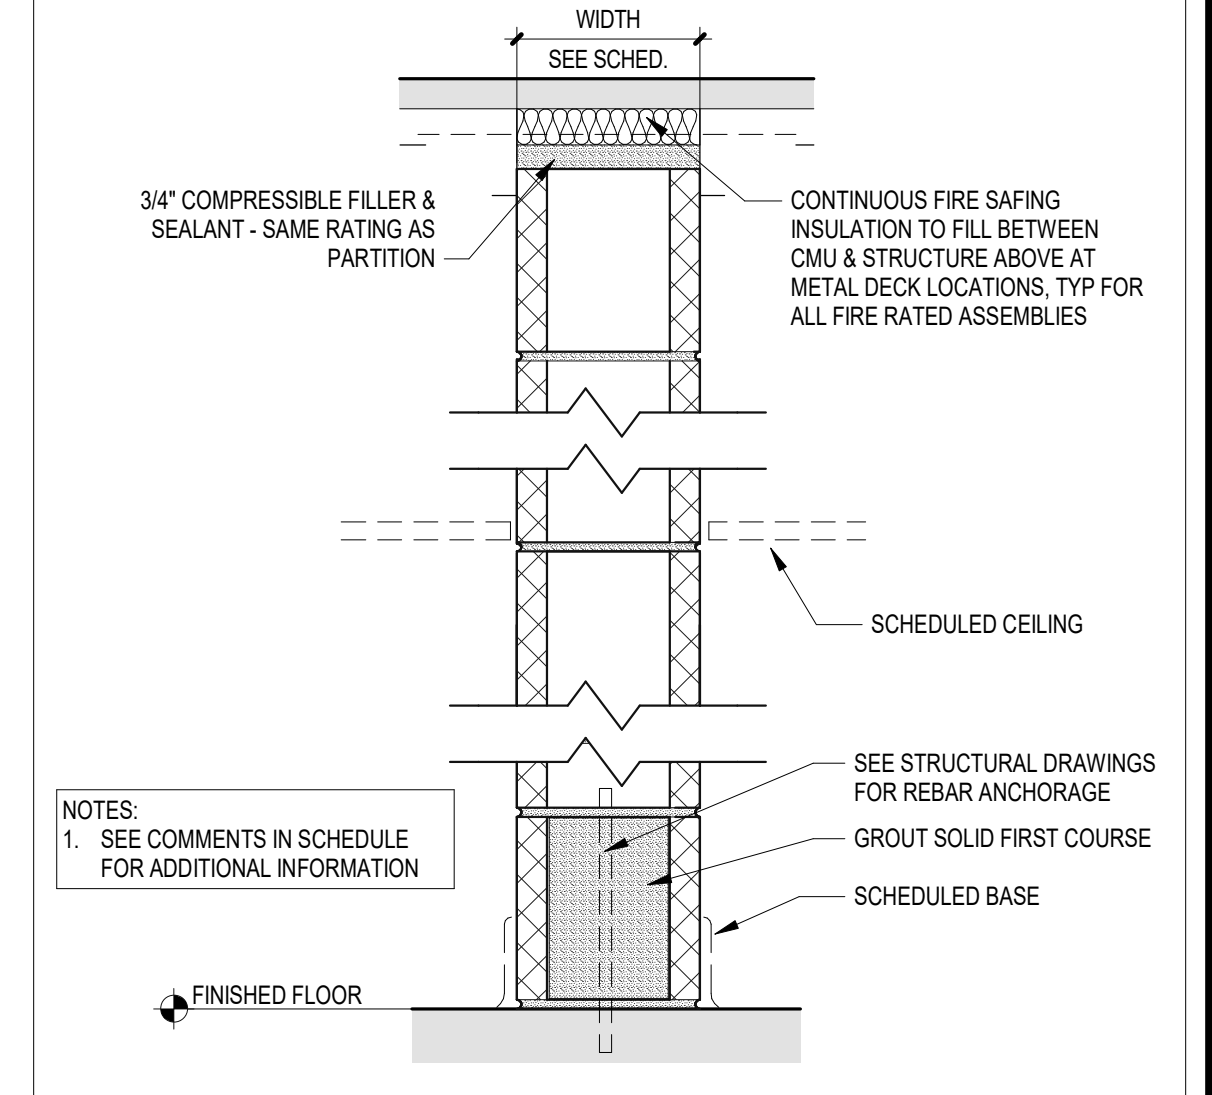 WIDTH
SEE SCHED.
3/4" COMPRESSIBLE FILLER &
SEALANT - SAME RATING AS
PARTITION
CONTINUOUS FIRE SAFING
INSULATION TO FILL BETWEEN
CMU & STRUCTURE ABOVE AT
METAL DECK LOCATIONS, TYP FOR
ALL FIRE RATED ASSEMBLIES
SCHEDULED CEILING
SEE STRUCTURAL DRAWINGS
FOR REBAR ANCHORAGE
NOTES:
1. SEE COMMENTS IN SCHEDULE
FOR ADDITIONAL INFORMATION
GROUT SOLID FIRST COURSE
SCHEDULED BASE
FINISHED FLOOR